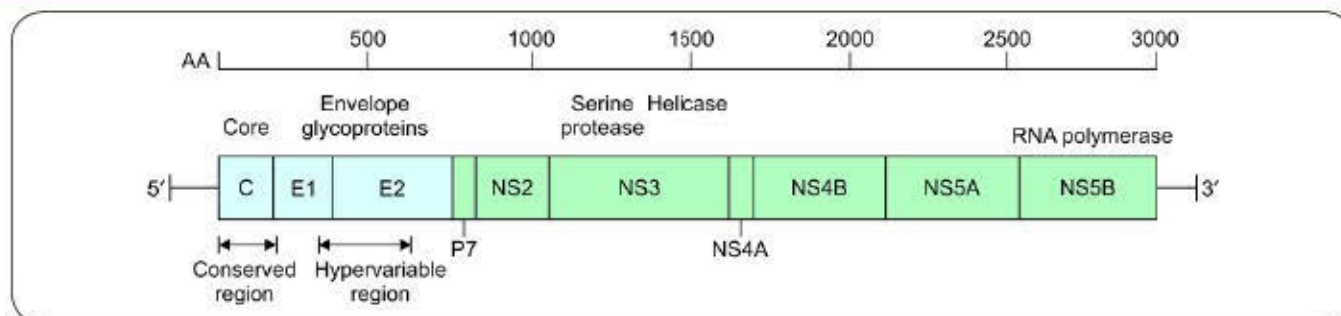 500 1000 1500 2000 2500 3000
AA
Envelope Serine Helicase
Core glycoproteins protease
RNA polymerase
5′ C E1 E2 NS2 NS3 NS4B NS5A NS5B 3′
P7 NS4A
Conserved Hypervariable
region region